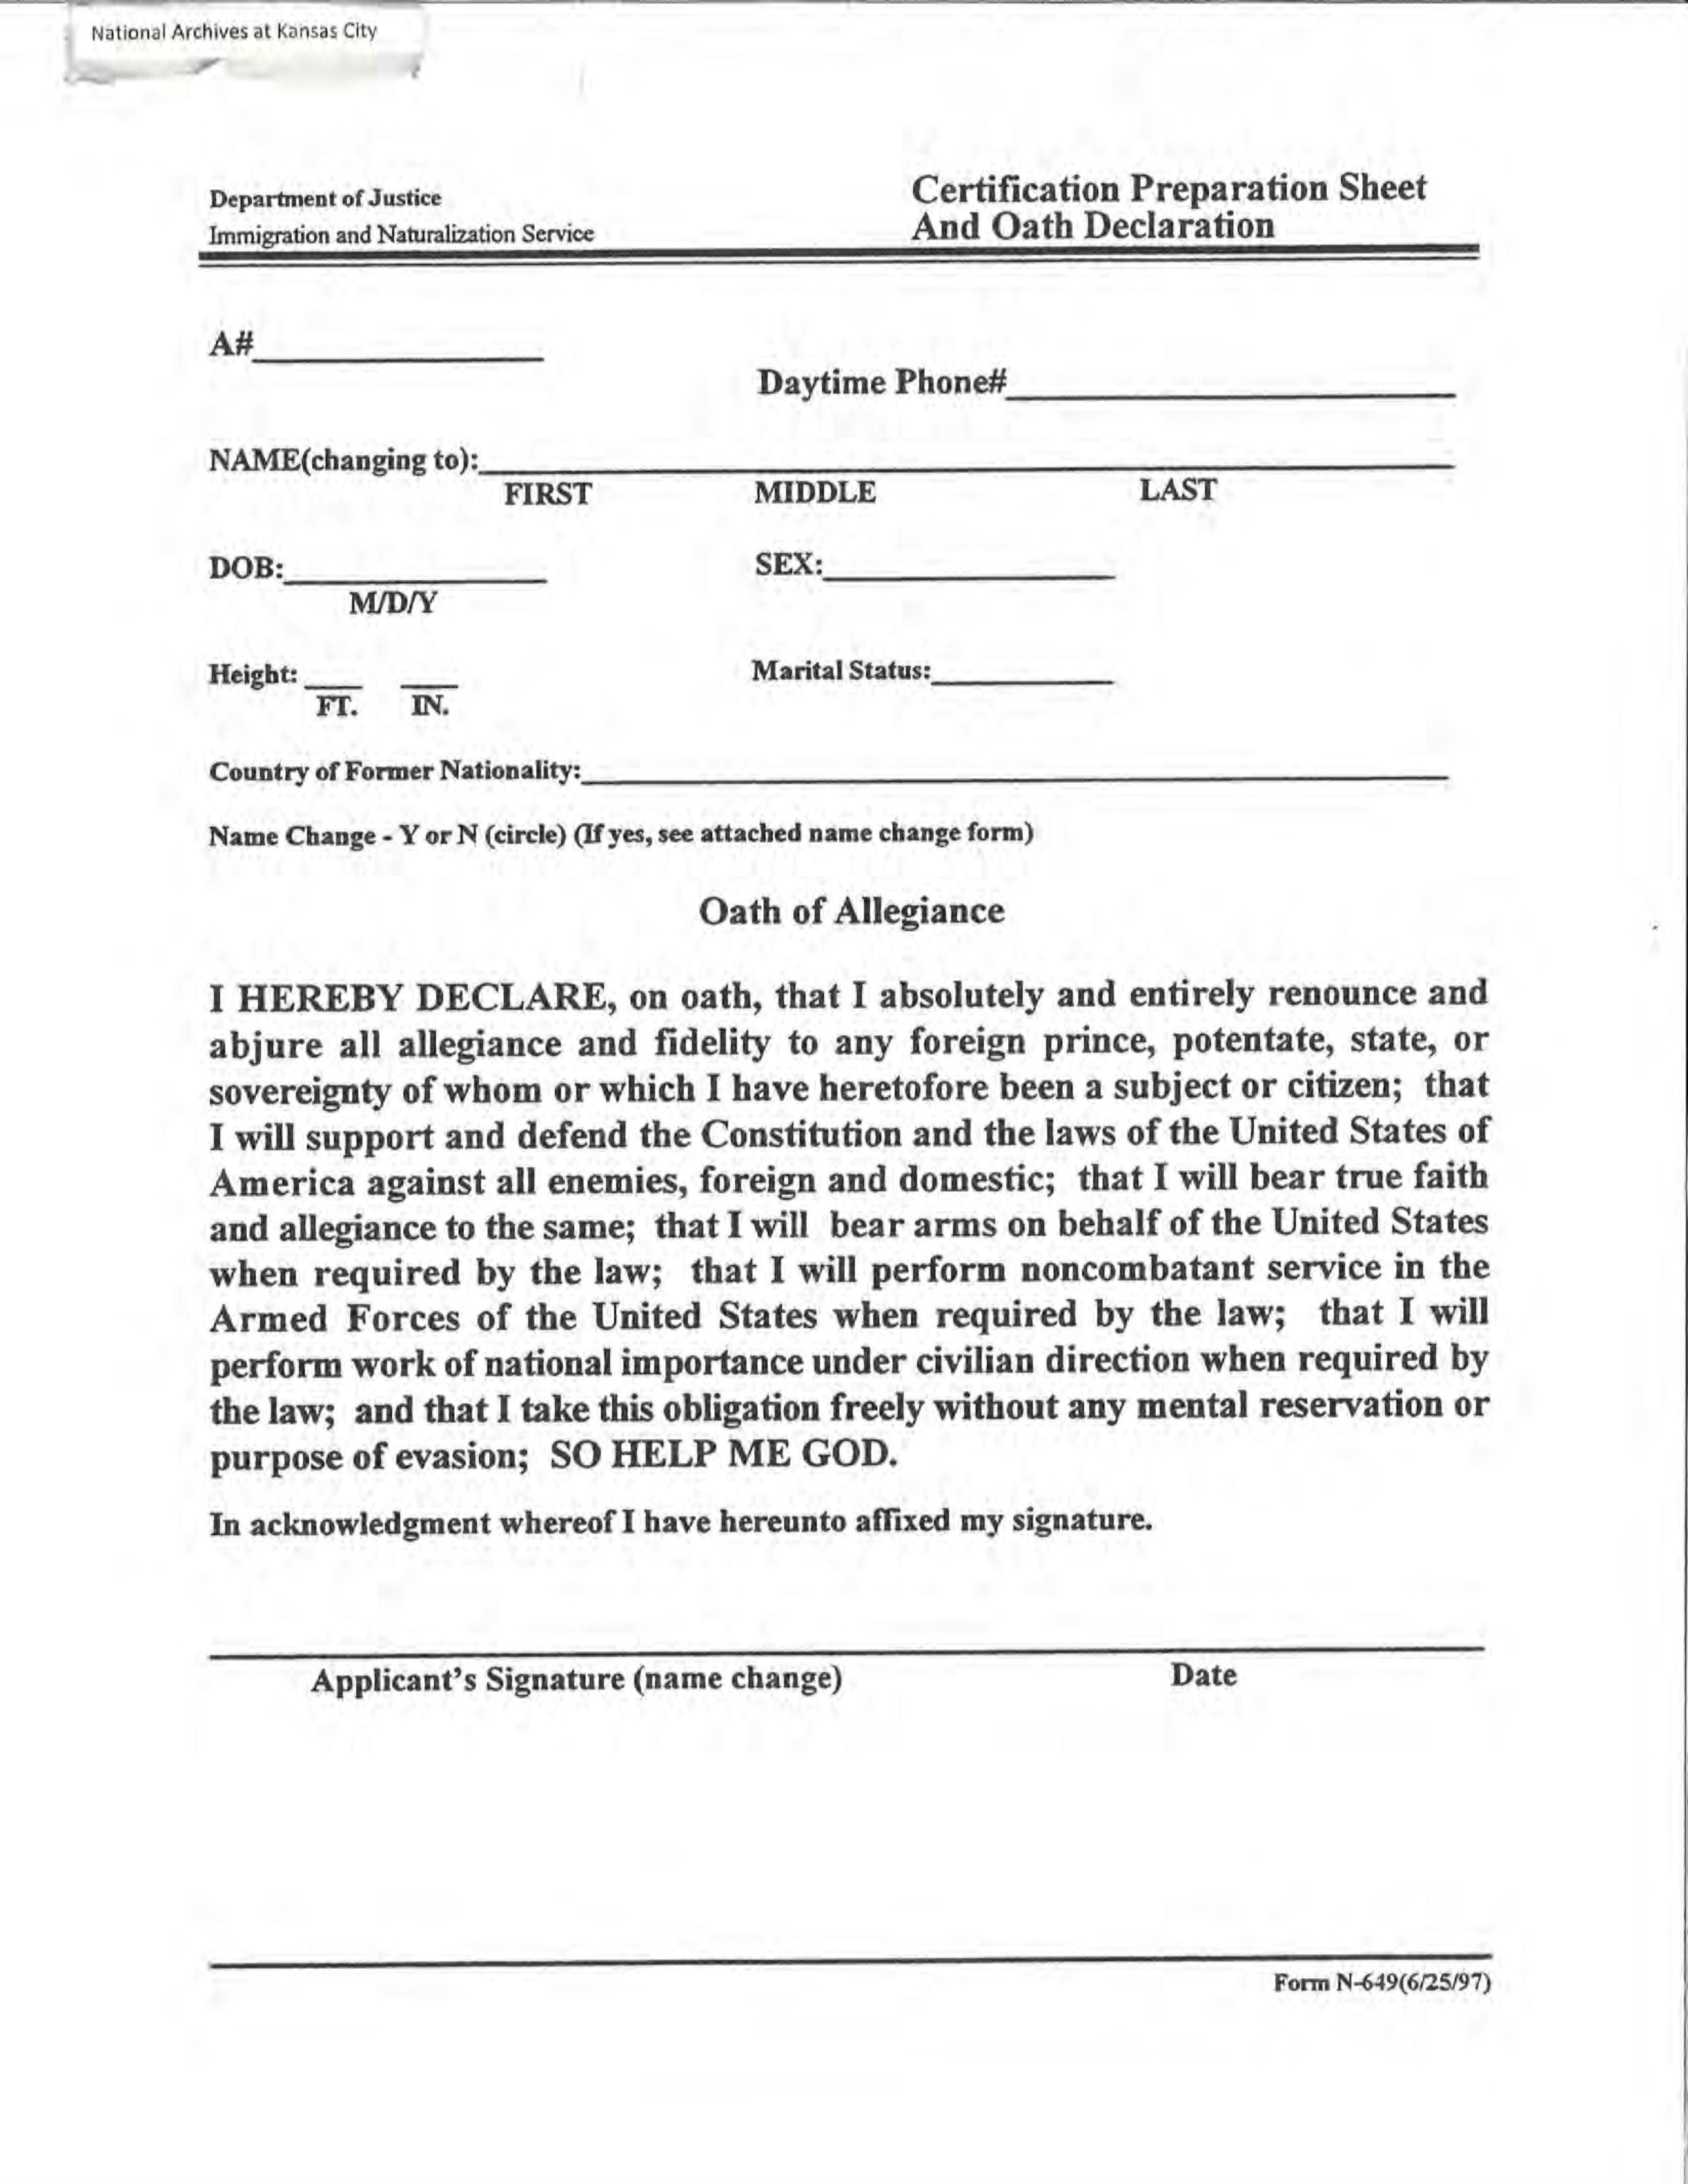 National Archives at Kansas City
Department of Justice
Immigration and Naturalization Service
Certification Preparation Sheet
And Oath Declaration
A#
Daytime Phone#
NAME(changing to):
FIRST MIDDLE LAST
DOB: SEX:
M/D/Y
Height: Marital Status:
FT. IN.
Country of Former Nationality:
Name Change - Y or N (circle) (If yes, see attached name change form)
Oath of Allegiance
I HEREBY DECLARE, on oath, that I absolutely and entirely renounce and
abjure all allegiance and fidelity to any foreign prince, potentate, state, or
sovereignty of whom or which I have heretofore been a subject or citizen; that
I will support and defend the Constitution and the laws of the United States of
America against all enemies, foreign and domestic; that I will bear true faith
and allegiance to the same; that I will bear arms on behalf of the United States
when required by the law; that I will perform noncombatant service in the
Armed Forces of the United States when required by the law; that I will
perform work of national importance under civilian direction when required by
the law; and that I take this obligation freely without any mental reservation or
purpose of evasion; SO HELP ME GOD.
In acknowledgment whereof I have hereunto affixed my signature.
Applicant's Signature (name change) Date
Form N-649(6/25/97)